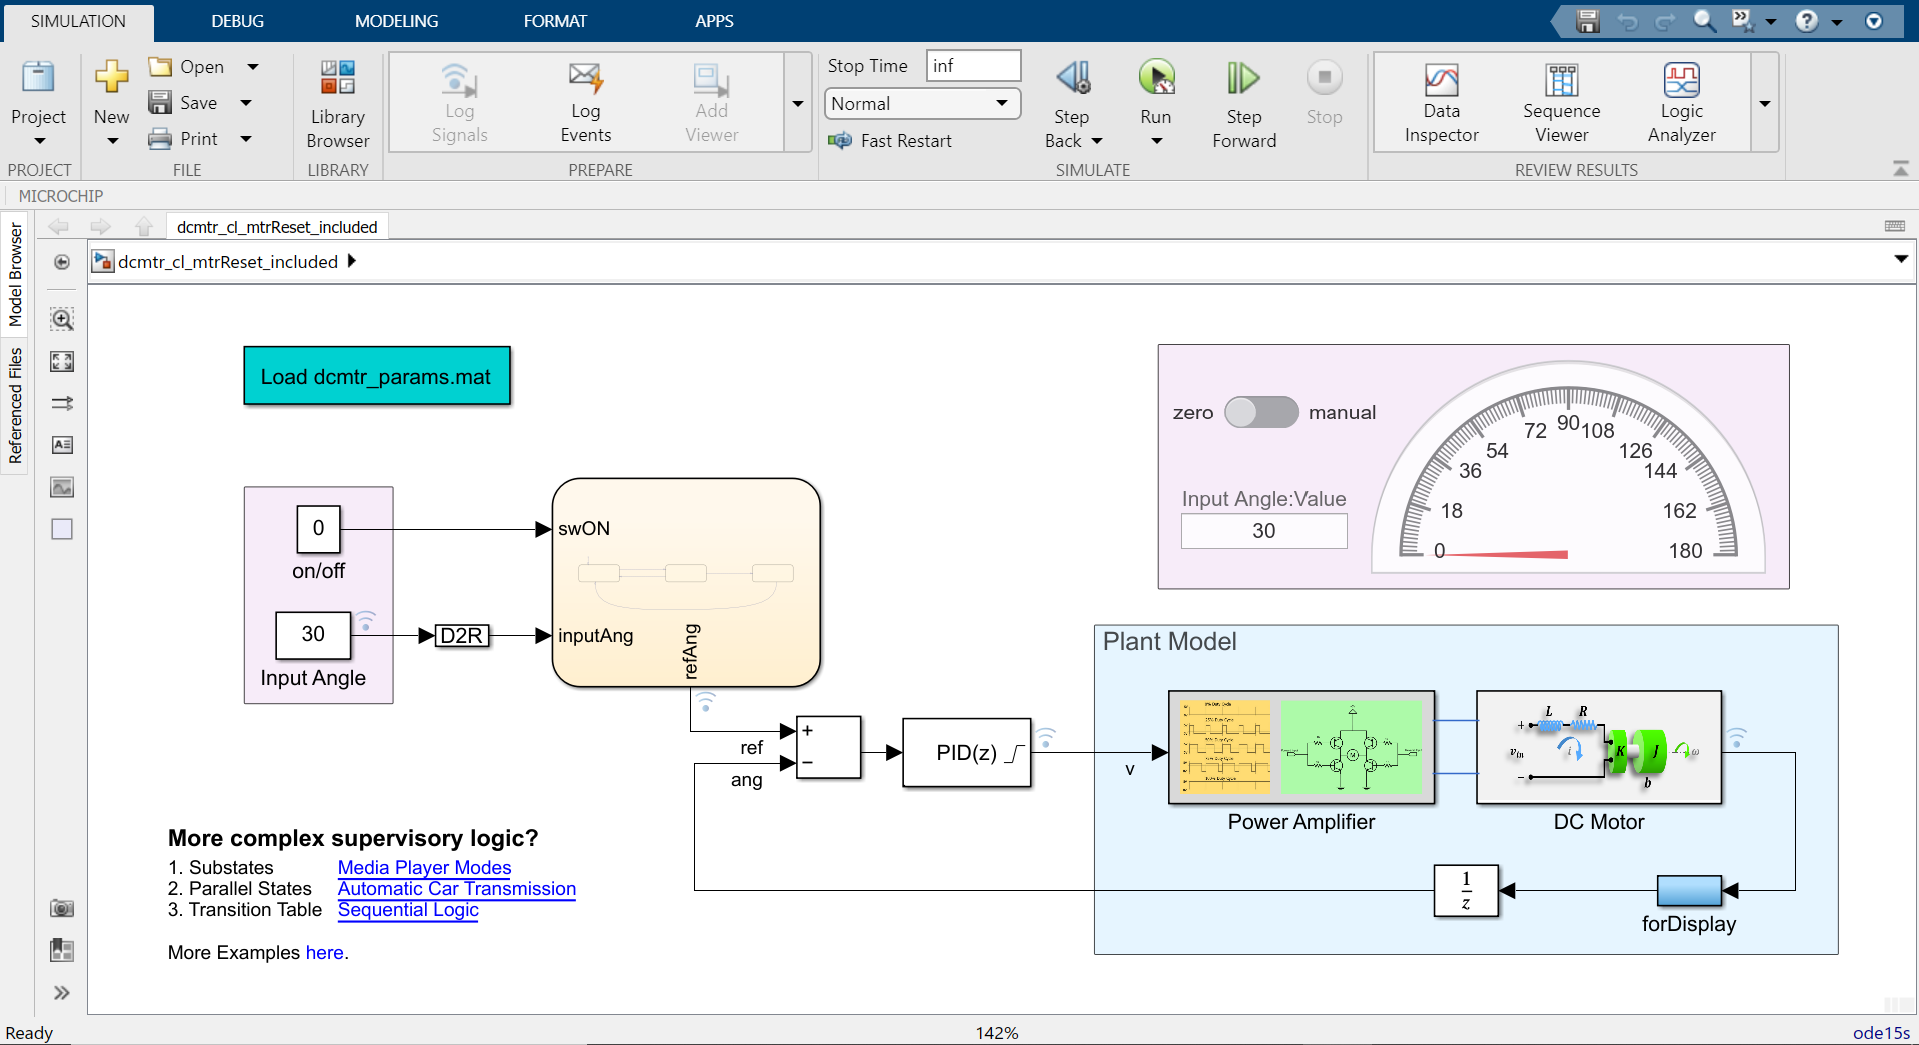 SIMULATION DEBUG MODELING FORMAT APPS
Project
PROJECT
New
Open
Save
Print
FILE
Library
Browser
LIBRARY
Log
Signals
Log
Events
Add
Viewer
PREPARE
Stop Time inf
Normal
Fast Restart
Step
Back
Run
Step
Forward
Stop
SIMULATE
Data
Inspector
Sequence
Viewer
Logic
Analyzer
REVIEW RESULTS
MICROCHIP
Model Browser
Referenced Files
dcmtr_cl_mtrReset_included
dcmtr_cl_mtrReset_included
Load dcmtr_params.mat
zero manual
Input Angle:Value
30
0
18
36
54
72
90
108
126
144
162
180
0
on/off
30
Input Angle
D2R
swON
inputAng
refAng
ref
ang
+
−
PID(z)
v
Plant Model
Power Amplifier
L R
+
vin
i
−
K
J
ω
b
DC Motor
1
z
forDisplay
More complex supervisory logic?
1. Substates Media Player Modes
2. Parallel States Automatic Car Transmission
3. Transition Table Sequential Logic
More Examples here.
Ready 142% ode15s